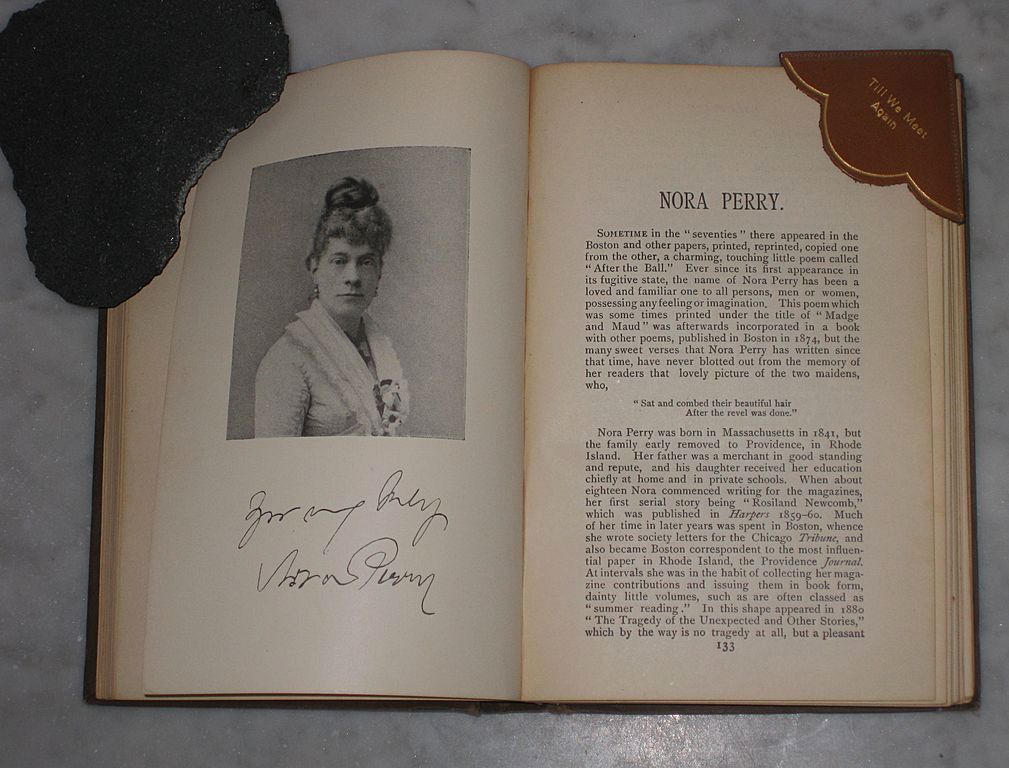 Nora Perry
Till We Meet
Again
NORA PERRY.
SOMETIME in the " seventies " there appeared in the
Boston and other papers, printed, reprinted, copied one
from the other, a charming, touching little poem called
" After the Ball." Ever since its first appearance in
its fugitive state, the name of Nora Perry has been a
loved and familiar one to all persons, men or women,
possessing any feeling or imagination. This poem which
was some times printed under the title of " Madge
and Maud " was afterwards incorporated in a book
with other poems, published in Boston in 1874, but the
many sweet verses that Nora Perry has written since
that time, have never blotted out from the memory of
her readers that lovely picture of the two maidens,
who,
" Sat and combed their beautiful hair
After the revel was done."
Nora Perry was born in Massachusetts in 1841, but
the family early removed to Providence, in Rhode
Island. Her father was a merchant in good standing
and repute, and his daughter received her education
chiefly at home and in private schools. When about
eighteen Nora commenced writing for the magazines,
her first serial story being " Rosiland Newcomb,"
which was published in Harpers 1859-60. Much
of her time in later years was spent in Boston, whence
she wrote society letters for the Chicago Tribune, and
also became Boston correspondent to the most influen-
tial paper in Rhode Island, the Providence Journal.
At intervals she was in the habit of collecting her maga-
zine contributions and issuing them in book form,
dainty little volumes, such as are often classed as
" summer reading." In this shape appeared in 1880
" The Tragedy of the Unexpected and Other Stories,"
which by the way is no tragedy at all, but a pleasant
133